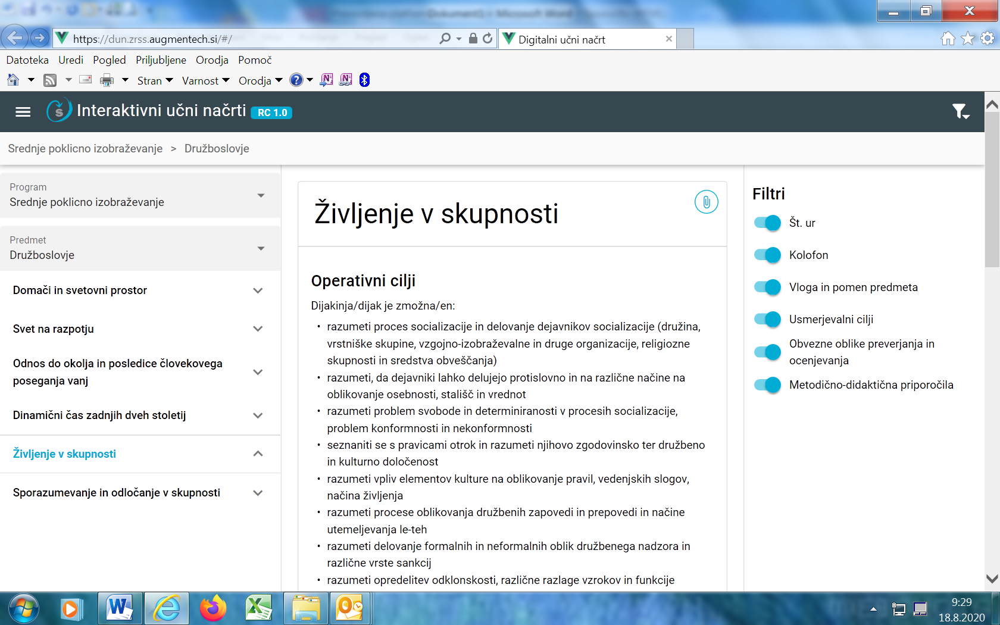 https://dun.zrss.augmentech.si/#/
Digitalni učni načrt
Datoteka Uredi Pogled Priljubljene Orodja Pomoč
Stran Varnost Orodja
Interaktivni učni načrti RC 1.0
Srednje poklicno izobraževanje > Družboslovje
Program
Srednje poklicno izobraževanje
Predmet
Družboslovje
Domači in svetovni prostor
Svet na razpotju
Odnos do okolja in posledice človekovega
poseganja vanj
Dinamični čas zadnjih dveh stoletij
Življenje v skupnosti
Sporazumevanje in odločanje v skupnosti
Življenje v skupnosti
Operativni cilji
Dijakinja/dijak je zmožna/en:
• razumeti proces socializacije in delovanje dejavnikov socializacije (družina,
vrstniške skupine, vzgojno-izobraževalne in druge organizacije, religiozne
skupnosti in sredstva obveščanja)
• razumeti, da dejavniki lahko delujejo protislovno in na različne načine na
oblikovanje osebnosti, stališč in vrednot
• razumeti problem svobode in determiniranosti v procesih socializacije,
problem konformnosti in nekonformnosti
• seznaniti se s pravicami otrok in razumeti njihovo zgodovinsko ter družbeno
in kulturno določenost
• razumeti vpliv elementov kulture na oblikovanje pravil, vedenjskih slogov,
načina življenja
• razumeti procese oblikovanja družbenih zapovedi in prepovedi in načine
utemeljevanja le-teh
• razumeti delovanje formalnih in neformalnih oblik družbenega nadzora in
različne vrste sankcij
• razumeti opredelitev odklonskosti, različne razlage vzrokov in funkcije
Filtri
Št. ur
Kolofon
Vloga in pomen predmeta
Usmerjevalni cilji
Obvezne oblike preverjanja in
ocenjevanja
Metodično-didaktična priporočila
9:29
18.8.2020